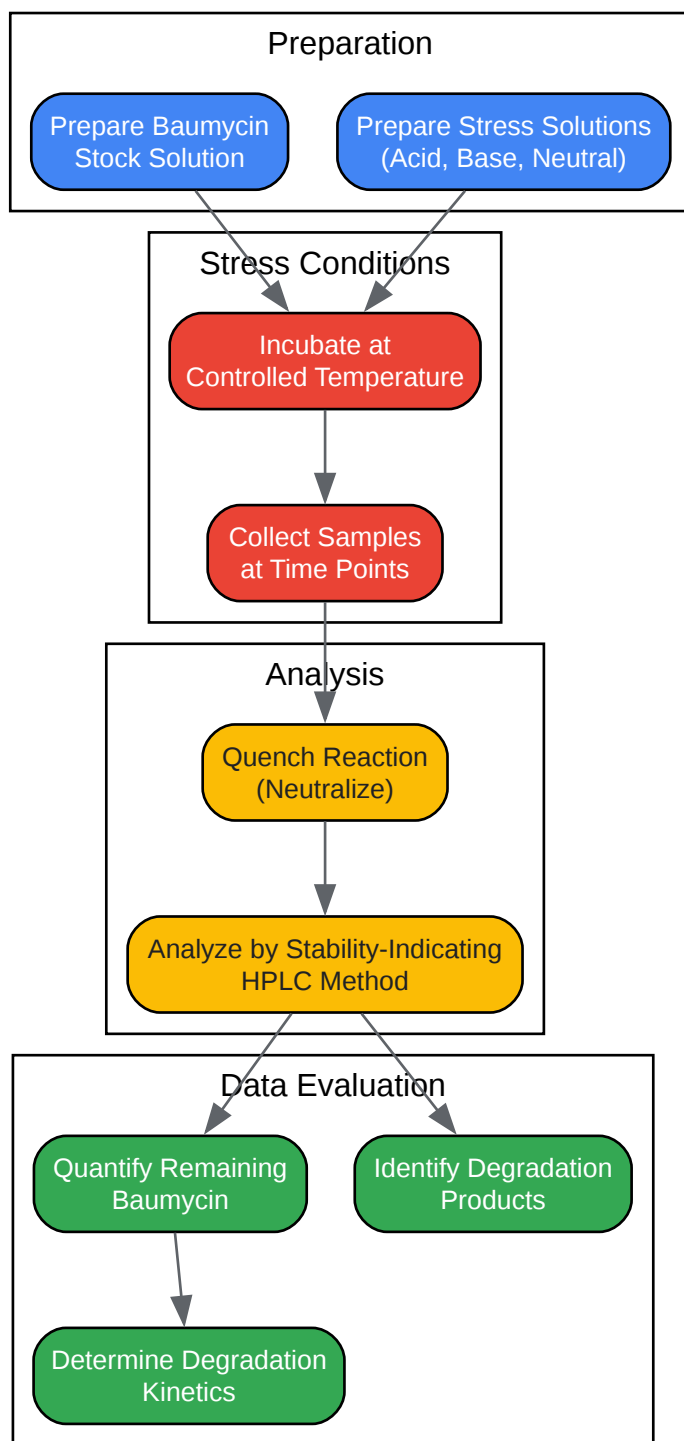 Preparation
Prepare Baumycin
Stock Solution
Prepare Stress Solutions
(Acid, Base, Neutral)
Stress Conditions
Incubate at
Controlled Temperature
Collect Samples
at Time Points
Analysis
Quench Reaction
(Neutralize)
Analyze by Stability-Indicating
HPLC Method
Data Evaluation
Quantify Remaining
Baumycin
Identify Degradation
Products
Determine Degradation
Kinetics